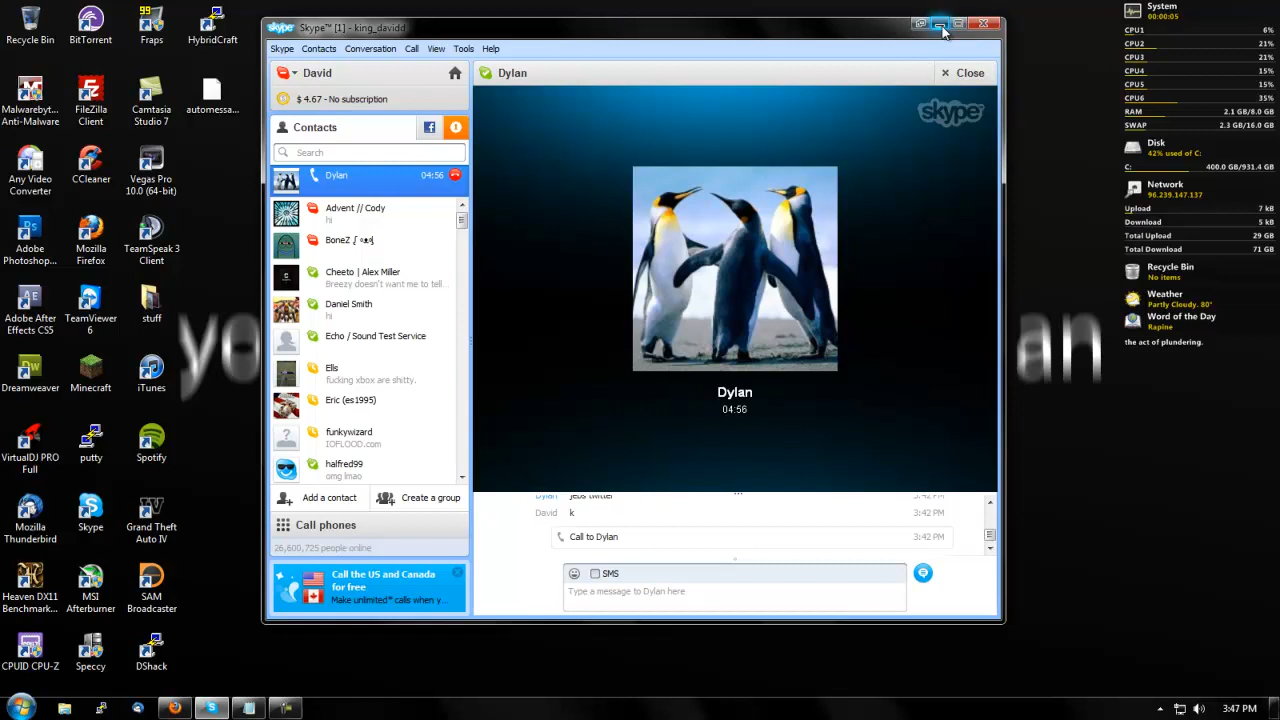 Recycle Bin
BitTorrent
Fraps
HybridCraft
Malwareby...
Anti-Malware
FileZilla
Client
Camtasia
Studio 7
automessa...
Any Video
Converter
CCleaner
Vegas Pro
10.0 (64-bit)
Adobe
Photoshop...
Mozilla
Firefox
TeamSpeak 3
Client
Adobe After
Effects CS5
TeamViewer
6
stuff
Dreamweaver
Minecraft
iTunes
VirtualDJ PRO
Full
putty
Spotify
Mozilla
Thunderbird
Skype
Grand Theft
Auto IV
Heaven DX11
Benchmark...
MSI
Afterburner
SAM
Broadcaster
CPUID CPU-Z
Speccy
DShack
Skype™ [1] - king_davidd
Skype Contacts Conversation Call View Tools Help
David
$ 4.67 - No subscription
Contacts
Search
Dylan 04:56
Advent // Cody
hi
BoneZ
Cheeto | Alex Miller
Breezy doesn't want me to tell...
Daniel Smith
hi
Echo / Sound Test Service
Ells
fucking xbox are shitty.
Eric (es1995)
funkywizard
IOFLOOD.com
halfred99
omg lmao
Add a contact Create a group
Call phones
26,600,725 people online
Call the US and Canada
for free
Make unlimited* calls when y...
Dylan
Close
skype
Dylan
04:56
Dylan jebs twitter 3:42 PM
David k 3:42 PM
Call to Dylan 3:42 PM
SMS
Type a message to Dylan here
yo
an
System
00:00:05
CPU1 6%
CPU2 21%
CPU3 21%
CPU4 15%
CPU5 15%
CPU6 35%
RAM 2.1 GB/8.0 GB
SWAP 2.3 GB/16.0 GB
Disk
42% used of C:
C: 400.0 GB/931.4 GB
Network
96.239.147.137
Upload 7 kB
Download 5 kB
Total Upload 29 GB
Total Download 71 GB
Recycle Bin
No items
Weather
Partly Cloudy. 80°
Word of the Day
Rapine
the act of plundering.
3:47 PM